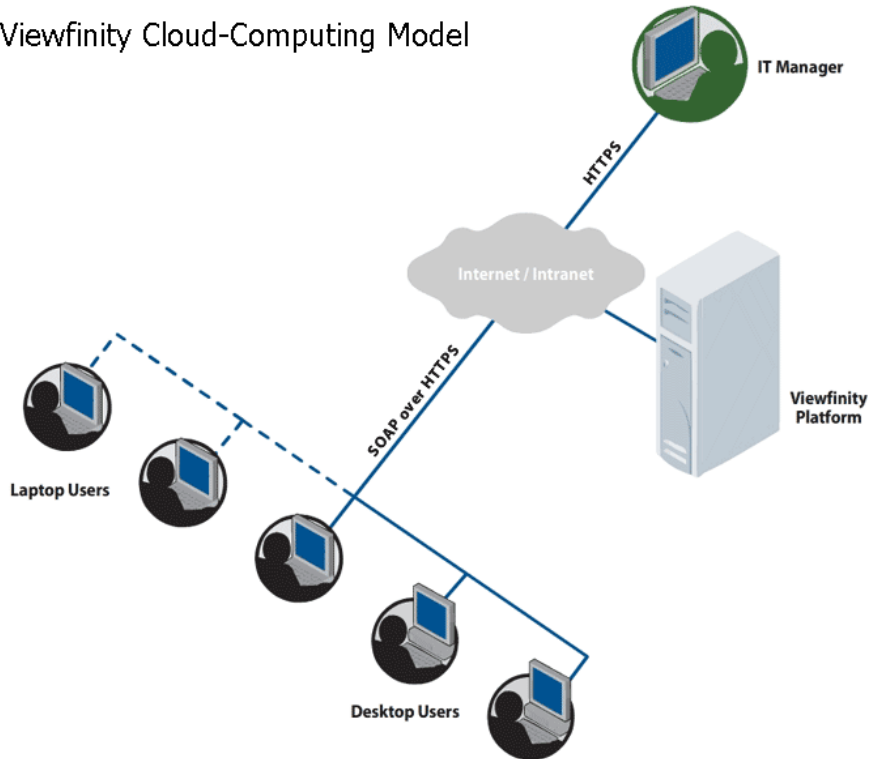 Viewfinity Cloud-Computing Model
IT Manager
HTTPS
Internet / Intranet
SOAP over HTTPS
Viewfinity
Platform
Laptop Users
Desktop Users